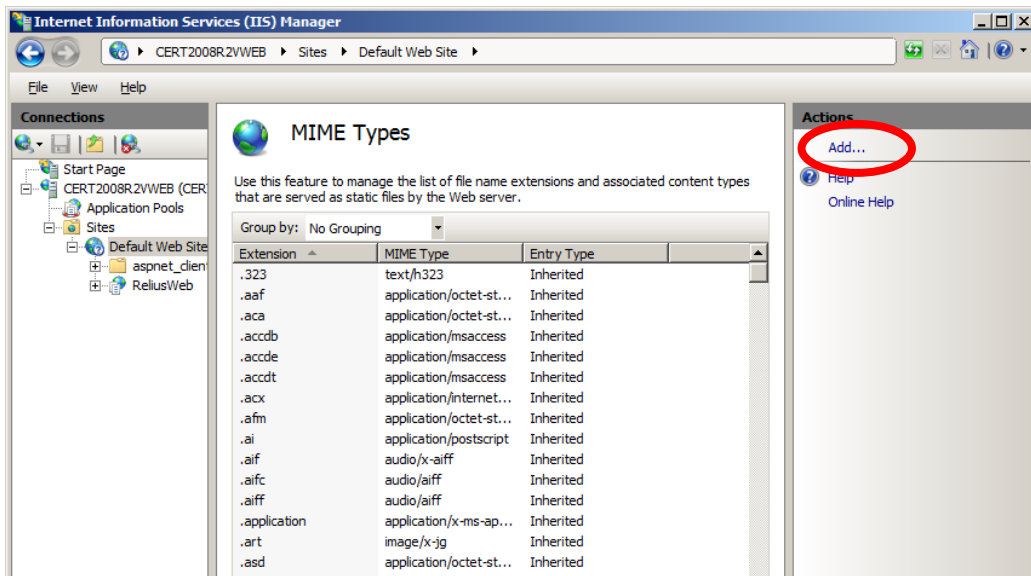 Internet Information Services (IIS) Manager
CERT2008R2VWEB Sites Default Web Site
File View Help
Connections
Start Page
CERT2008R2VWEB (CER
Application Pools
Sites
Default Web Site
aspnet_clien
ReliusWeb
MIME Types
Use this feature to manage the list of file name extensions and associated content types
that are served as static files by the Web server.
Group by: No Grouping
Extension MIME Type Entry Type
.323 text/h323 Inherited
.aaf application/octet-st... Inherited
.aca application/octet-st... Inherited
.accdb application/msaccess Inherited
.accde application/msaccess Inherited
.accdt application/msaccess Inherited
.acx application/internet... Inherited
.afm application/octet-st... Inherited
.ai application/postscript Inherited
.aif audio/x-aiff Inherited
.aifc audio/aiff Inherited
.aiff audio/aiff Inherited
.application application/x-ms-ap... Inherited
.art image/x-jg Inherited
.asd application/octet-st... Inherited
Actions
Add...
Help
Online Help